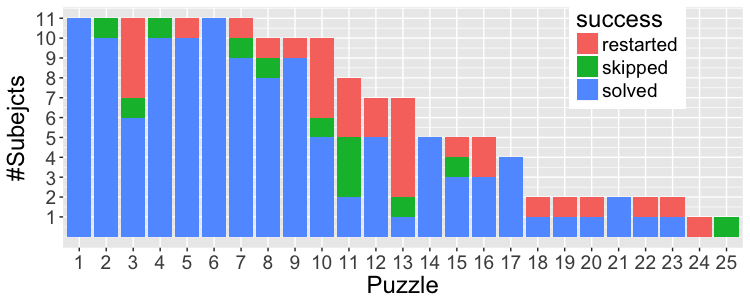 success
restarted
skipped
solved
#Subejcts
11
10
9
8
7
6
5
4
3
2
1
1 2 3 4 5 6 7 8 9 10 11 12 13 14 15 16 17 18 19 20 21 22 23 24 25
Puzzle